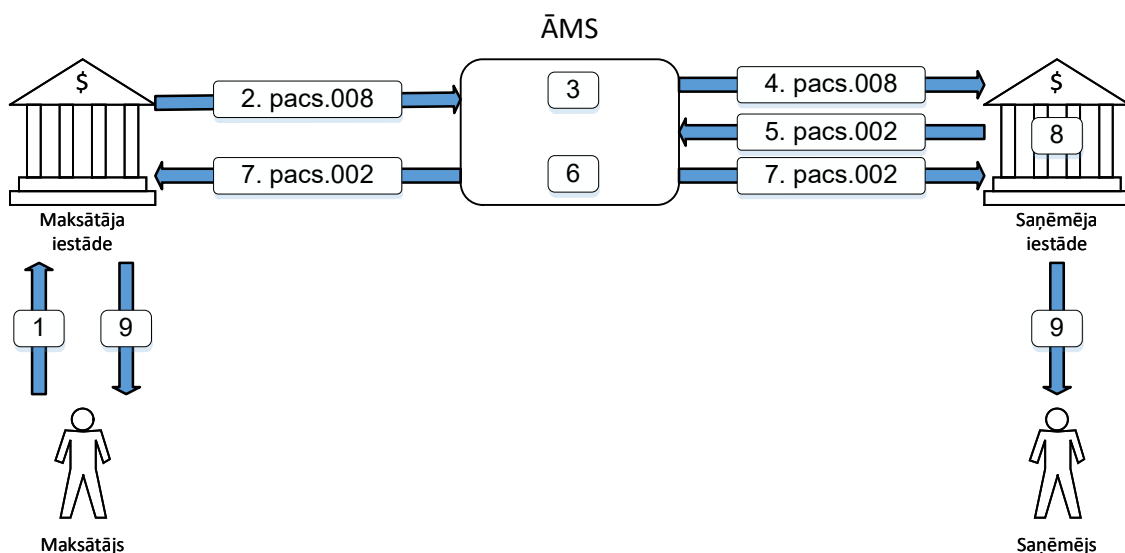 ĀMS
$
$
2. pacs.008
3
4. pacs.008
5. pacs.002
8
7. pacs.002
6
7. pacs.002
Maksātāja
iestāde
Saņēmēja
iestāde
1
9
9
Maksātājs
Saņēmējs